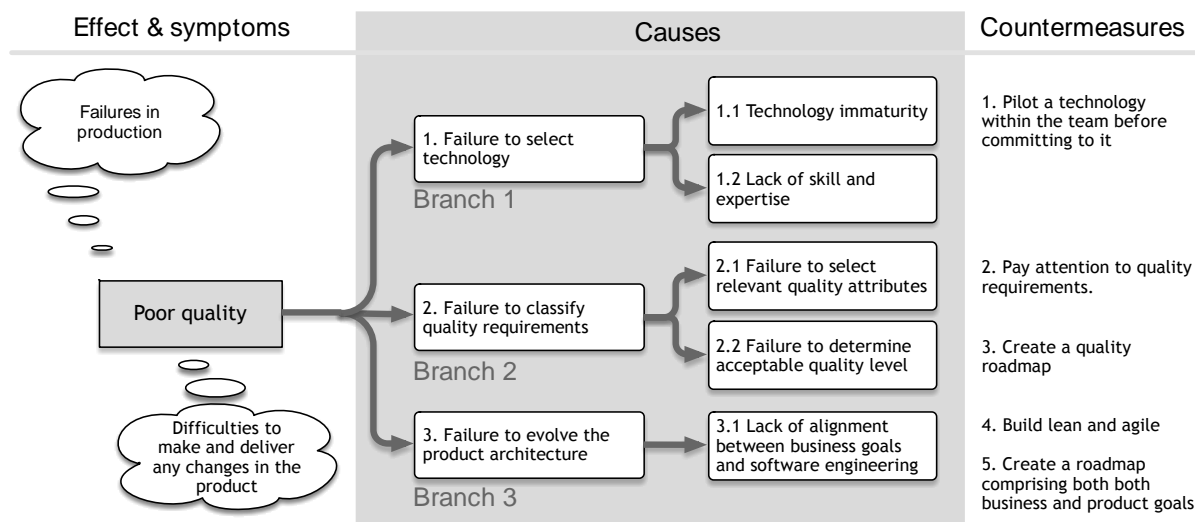 Effect & symptoms
Causes
Countermeasures
Failures in
production
Poor quality
Difficulties to
make and deliver
any changes in the
product
1. Failure to select
technology
Branch 1
1.1 Technology immaturity
1.2 Lack of skill and
expertise
2. Failure to classify
quality requirements
Branch 2
2.1 Failure to select
relevant quality attributes
2.2 Failure to determine
acceptable quality level
3. Failure to evolve the
product architecture
Branch 3
3.1 Lack of alignment
between business goals
and software engineering
1. Pilot a technology
within the team before
committing to it
2. Pay attention to quality
requirements.
3. Create a quality
roadmap
4. Build lean and agile
5. Create a roadmap
comprising both both
business and product goals